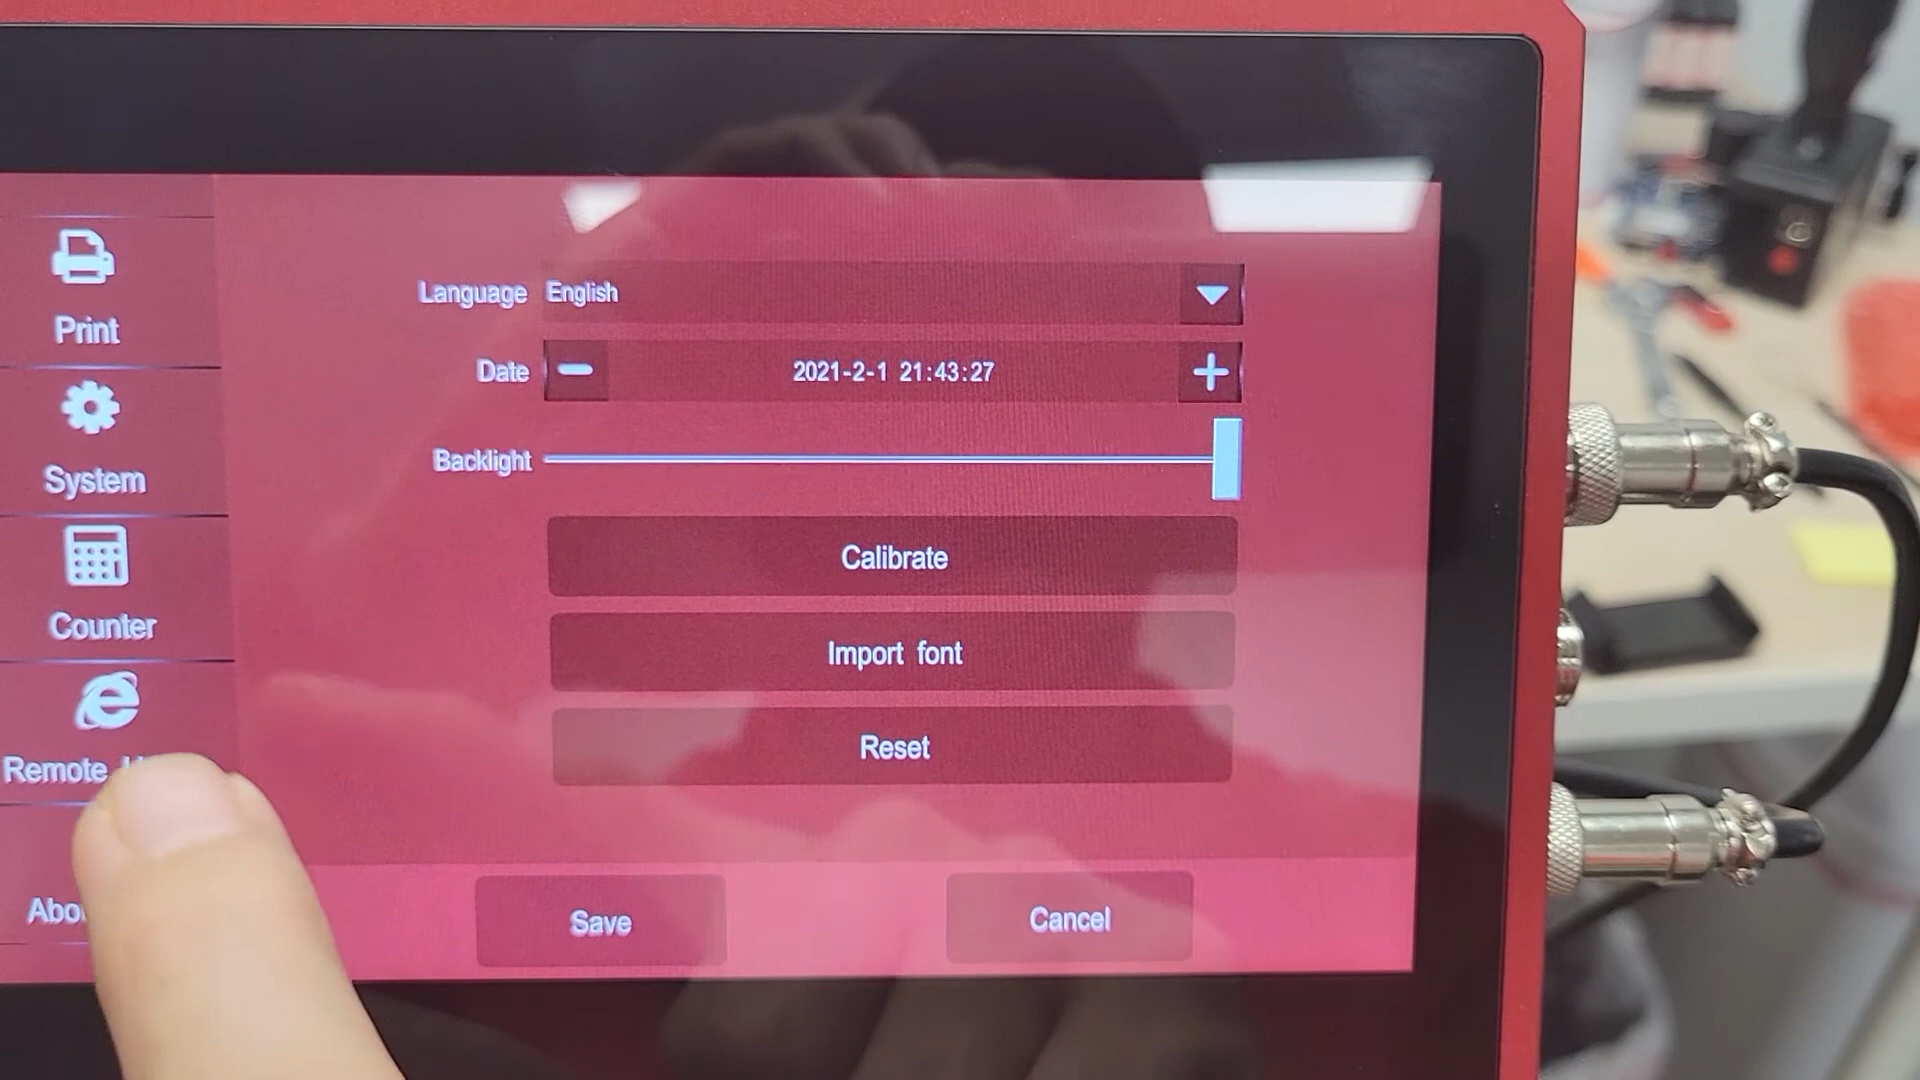 Print
System
Counter
Remote
Language English
Date 2021-2-1 21:43:27
Backlight
Calibrate
Import font
Reset
Save
Cancel